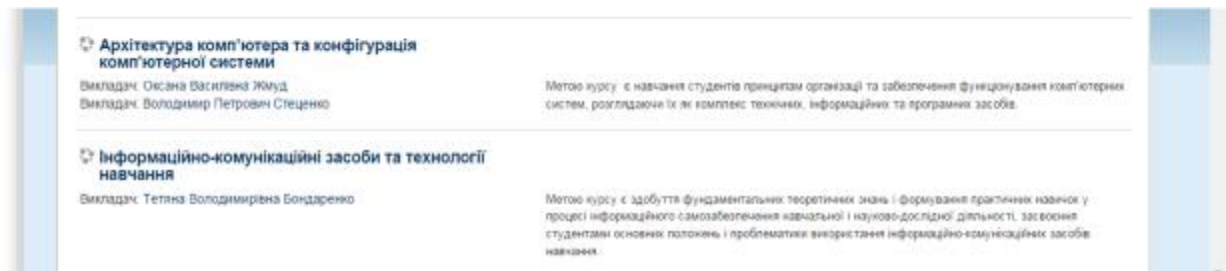 Архітектура комп'ютера та конфігурація
комп'ютерної системи
Викладач: Оксана Василівна Жмуд
Викладач: Володимир Петрович Стеценко
Метою курсу є навчання студентів принципам організації та забезпечення функціонування комп'ютерних
систем, розглядаючи їх як комплекс технічних, інформаційних та програмних засобів.
Інформаційно-комунікаційні засоби та технології
навчання
Викладач: Тетяна Володимирівна Бондаренко
Метою курсу є здобуття фундаментальних теоретичних знань і формування практичних навичок у
процесі інформаційного самозабезпечення навчальної і науково-дослідної діяльності, засвоєння
студентами основних положень і проблематики використання інформаційно-комунікаційних засобів
навчання.